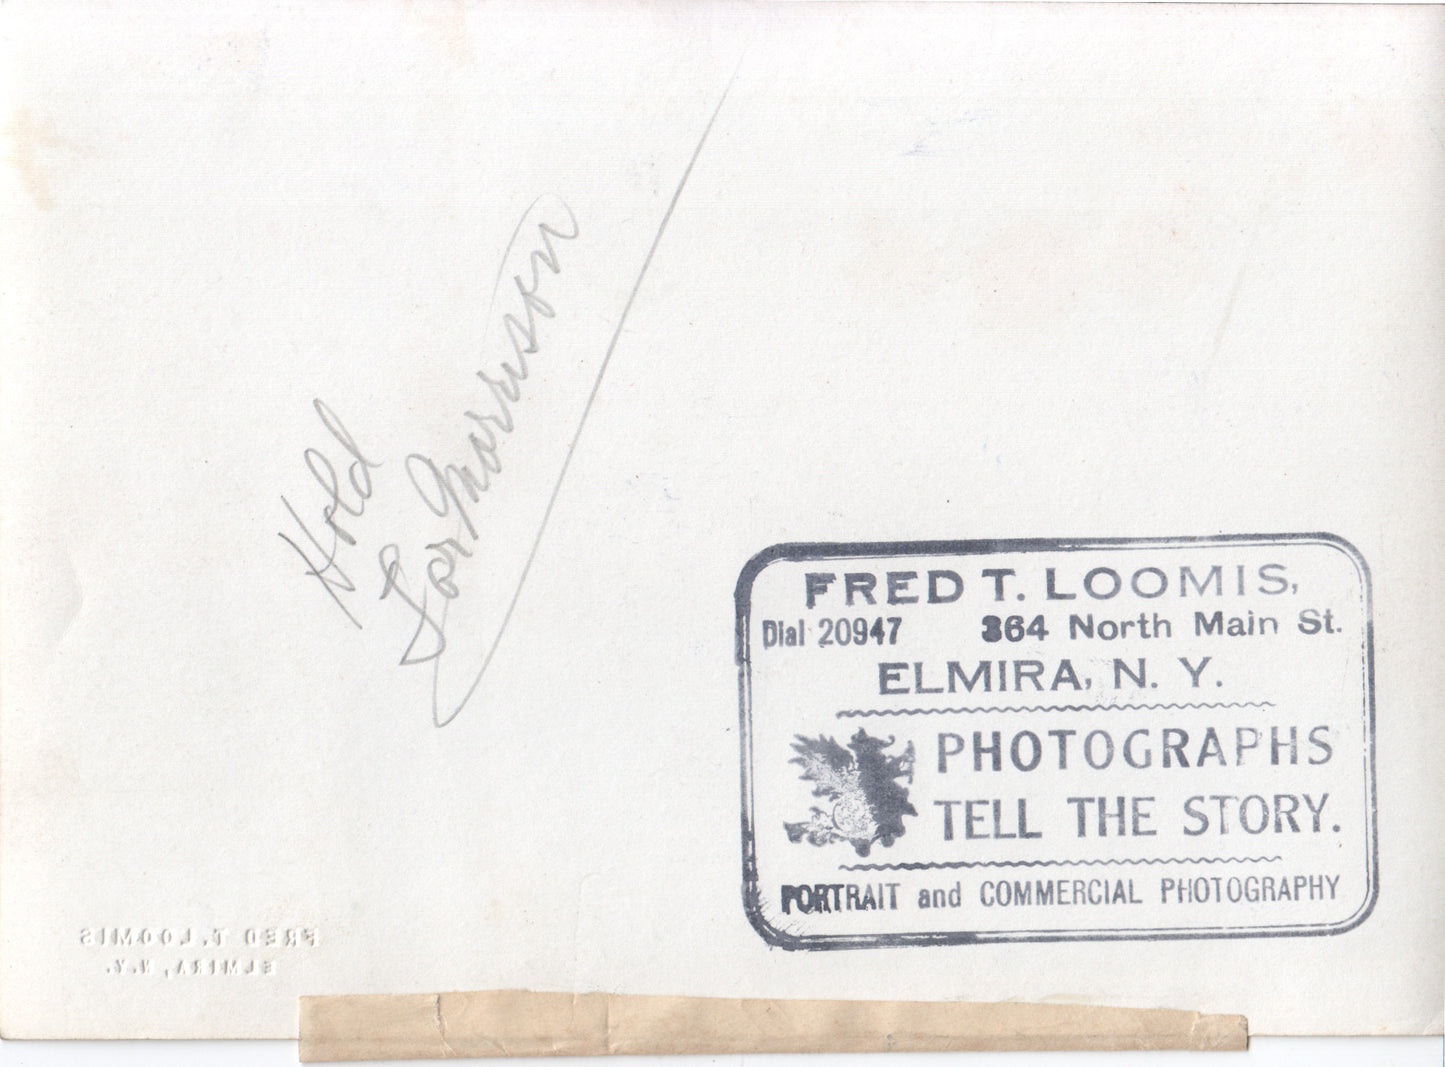 Hold
for Morrison
FRED T. LOOMIS,
Dial 20947 364 North Main St.
ELMIRA, N. Y.
PHOTOGRAPHS
TELL THE STORY.
PORTRAIT and COMMERCIAL PHOTOGRAPHY
FRED T. LOOMIS
ELMIRA, N.Y.